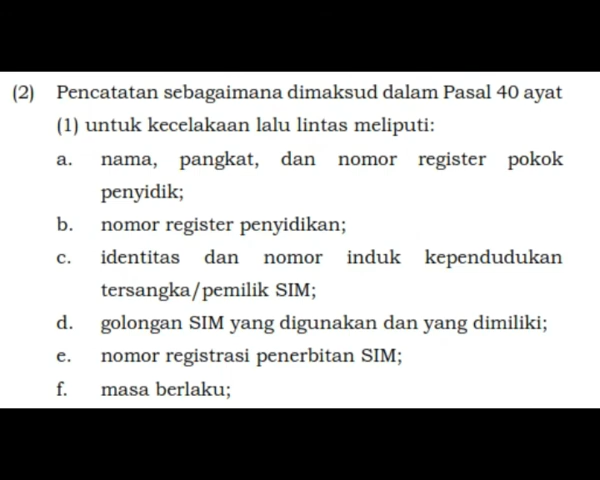 (2) Pencatatan sebagaimana dimaksud dalam Pasal 40 ayat
(1) untuk kecelakaan lalu lintas meliputi:
a. nama, pangkat, dan nomor register pokok
penyidik;
b. nomor register penyidikan;
c. identitas dan nomor induk kependudukan
tersangka/pemilik SIM;
d. golongan SIM yang digunakan dan yang dimiliki;
e. nomor registrasi penerbitan SIM;
f. masa berlaku;